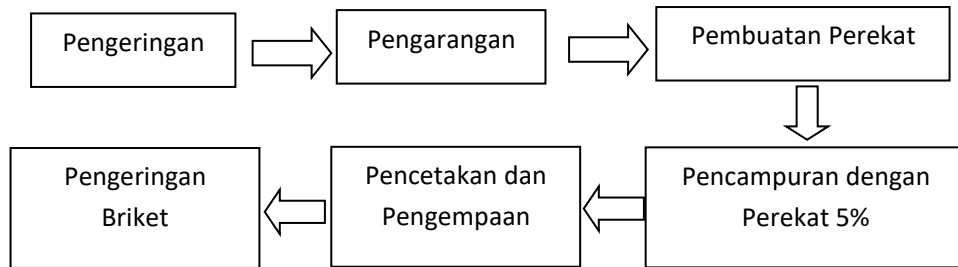 Pengeringan
Pengarangan
Pembuatan Perekat
Pencampuran dengan
Perekat 5%
Pencetakan dan
Pengempaan
Pengeringan
Briket